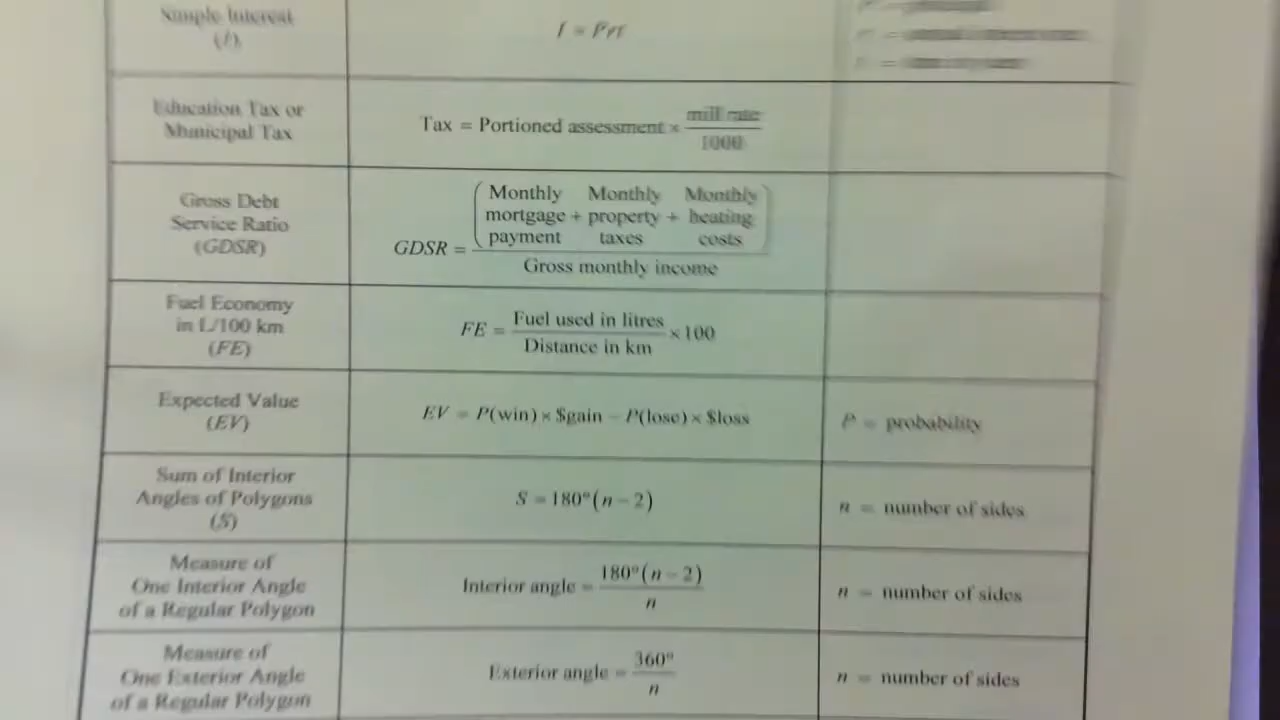 Simple Interest
(I)
I = Prt
Education Tax or
Municipal Tax
Tax = Portioned assessment × mill rate / 1000
Gross Debt
Service Ratio
(GDSR)
GDSR = (Monthly mortgage payment + Monthly property taxes + Monthly heating costs) / Gross monthly income
Fuel Economy
in L/100 km
(FE)
FE = Fuel used in litres / Distance in km × 100
Expected Value
(EV)
EV = P(win) × $gain − P(lose) × $loss
P = probability
Sum of Interior
Angles of Polygons
(S)
S = 180°(n − 2)
n = number of sides
Measure of
One Interior Angle
of a Regular Polygon
Interior angle = 180°(n − 2) / n
n = number of sides
Measure of
One Exterior Angle
of a Regular Polygon
Exterior angle = 360° / n
n = number of sides